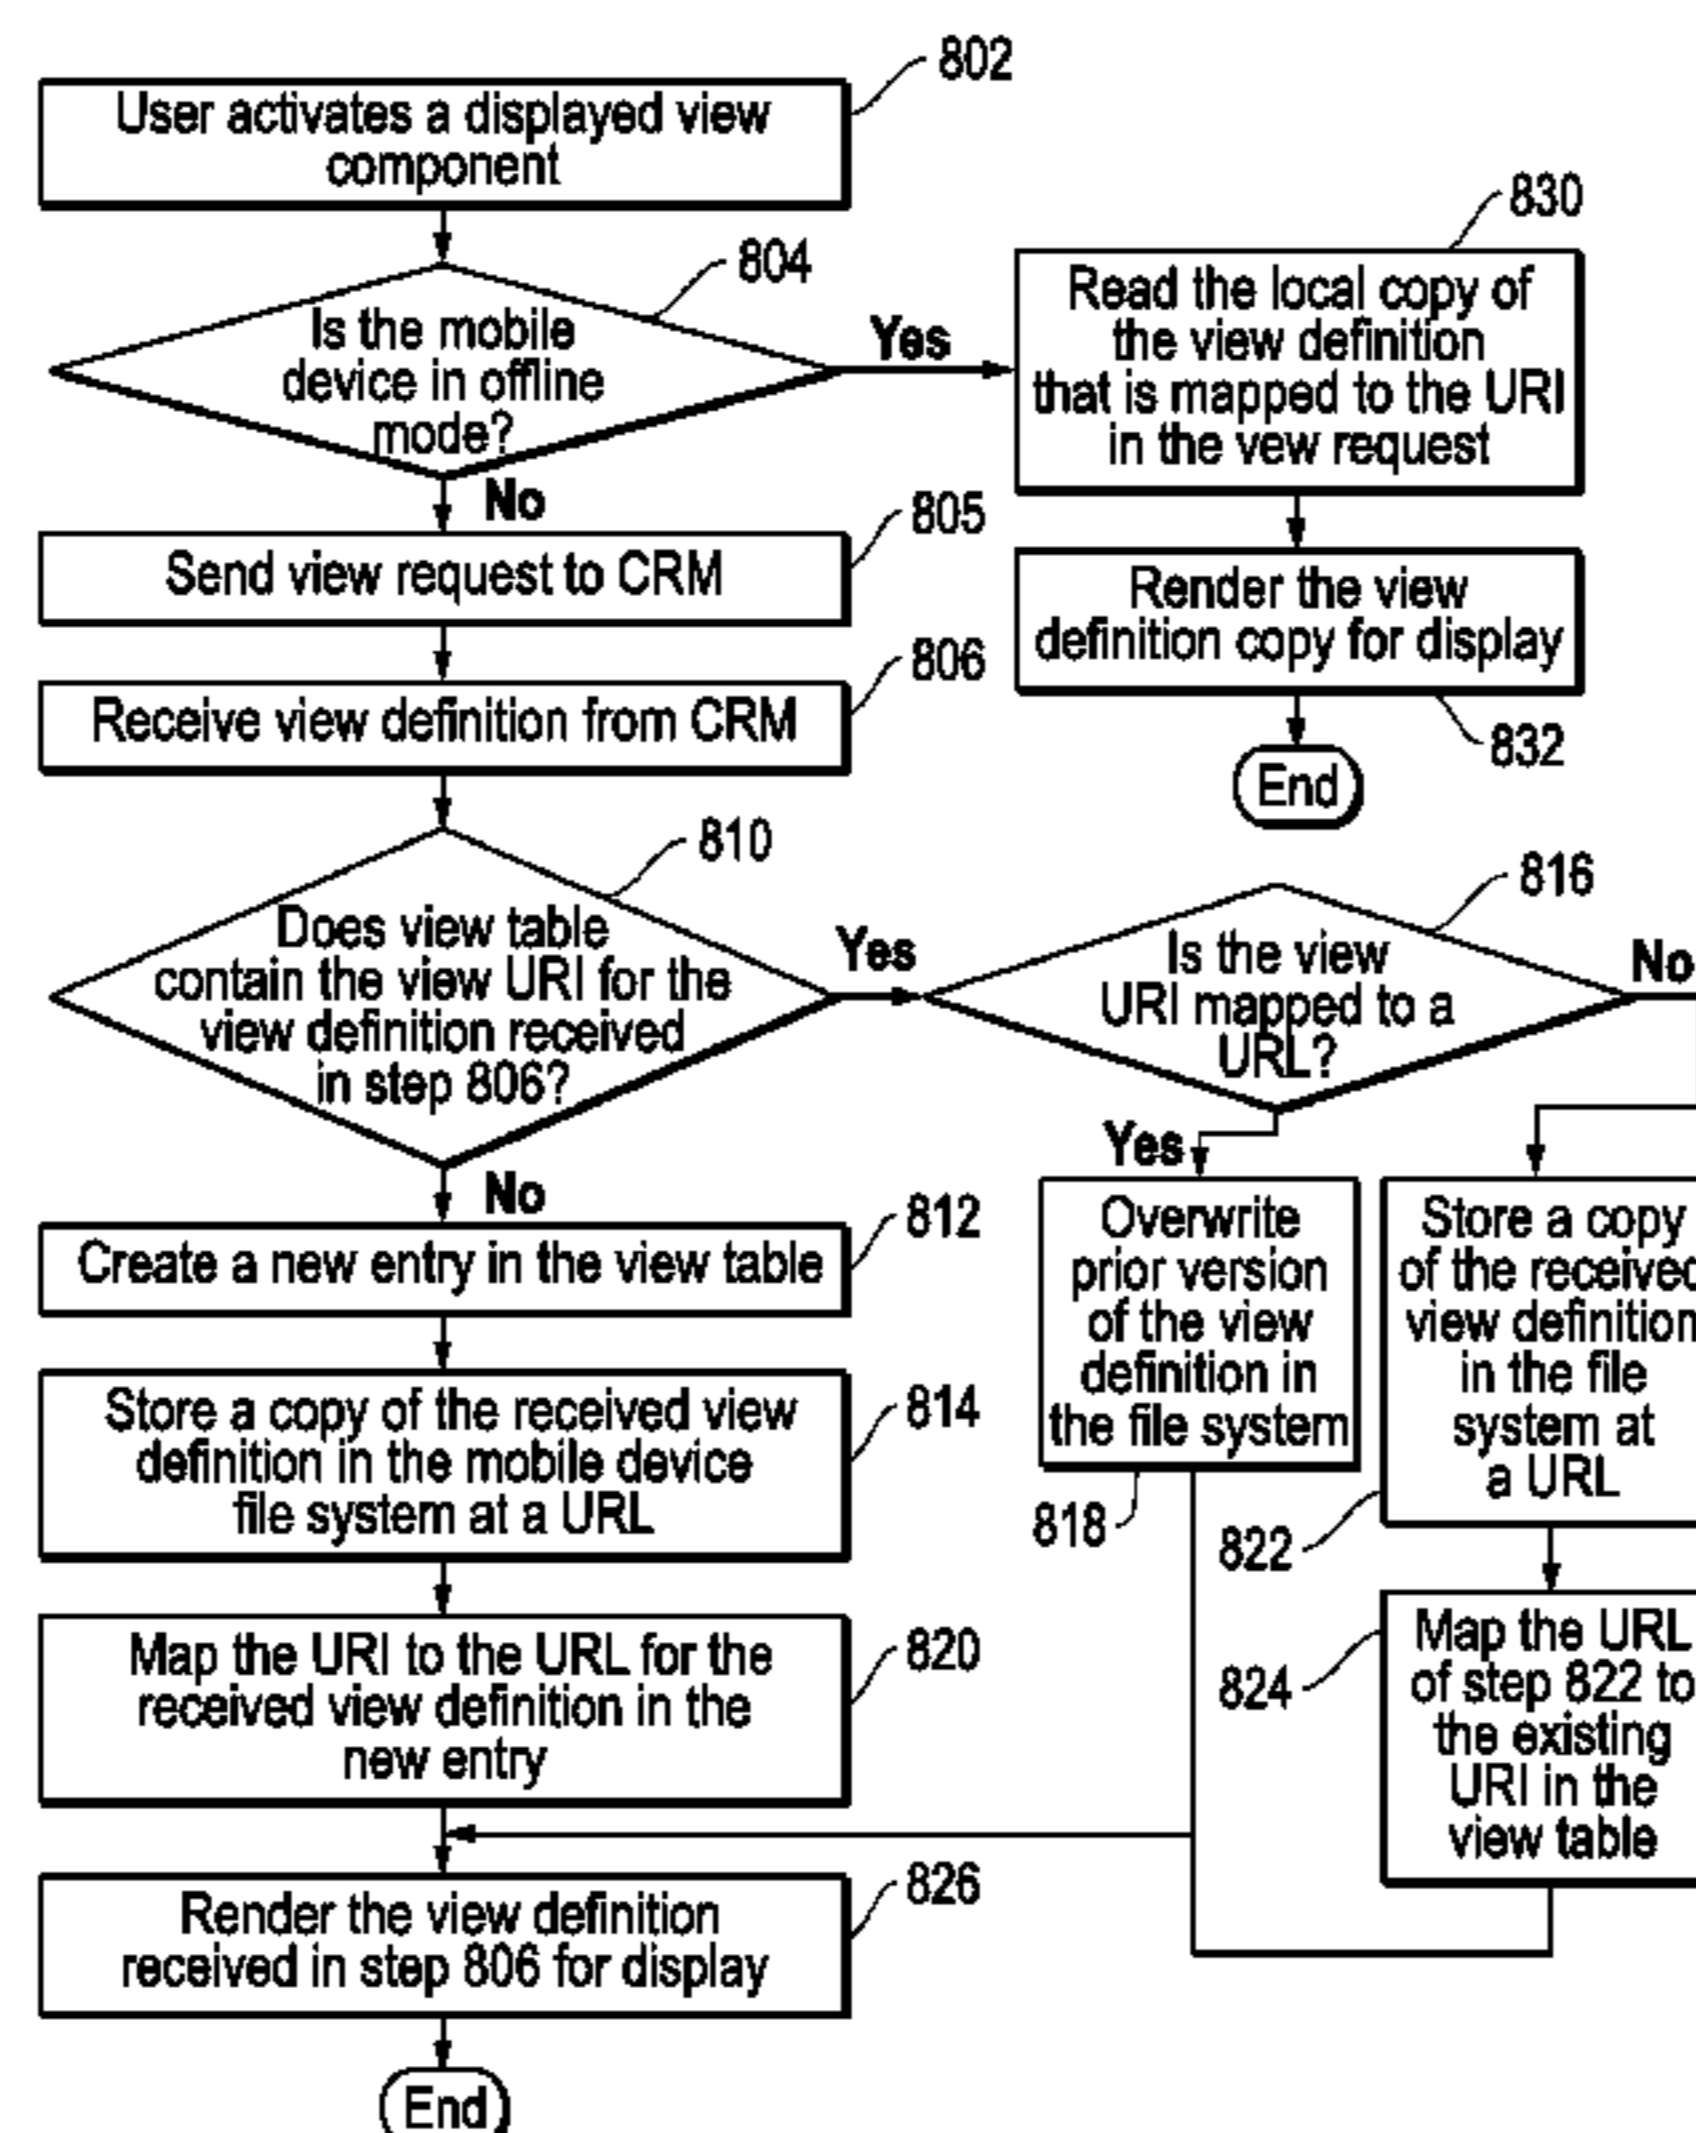 802
User activates a displayed view
component
804
Is the mobile
device in offline
mode?
Yes
No
830
Read the local copy of
the view definition
that is mapped to the URI
in the vew request
805
Send view request to CRM
Render the view
definition copy for display
832
End
806
Receive view definition from CRM
810
Does view table
contain the view URI for the
view definition received
in step 806?
Yes
No
816
Is the view
URI mapped to a
URL?
No
Yes
812
Create a new entry in the view table
Overwrite
prior version
of the view
definition in
the file system
818
Store a copy
of the received
view definition
in the file
system at
a URL
822
814
Store a copy of the received view
definition in the mobile device
file system at a URL
820
Map the URI to the URL for the
received view definition in the
new entry
824
Map the URL
of step 822 to
the existing
URI in the
view table
826
Render the view definition
received in step 806 for display
End